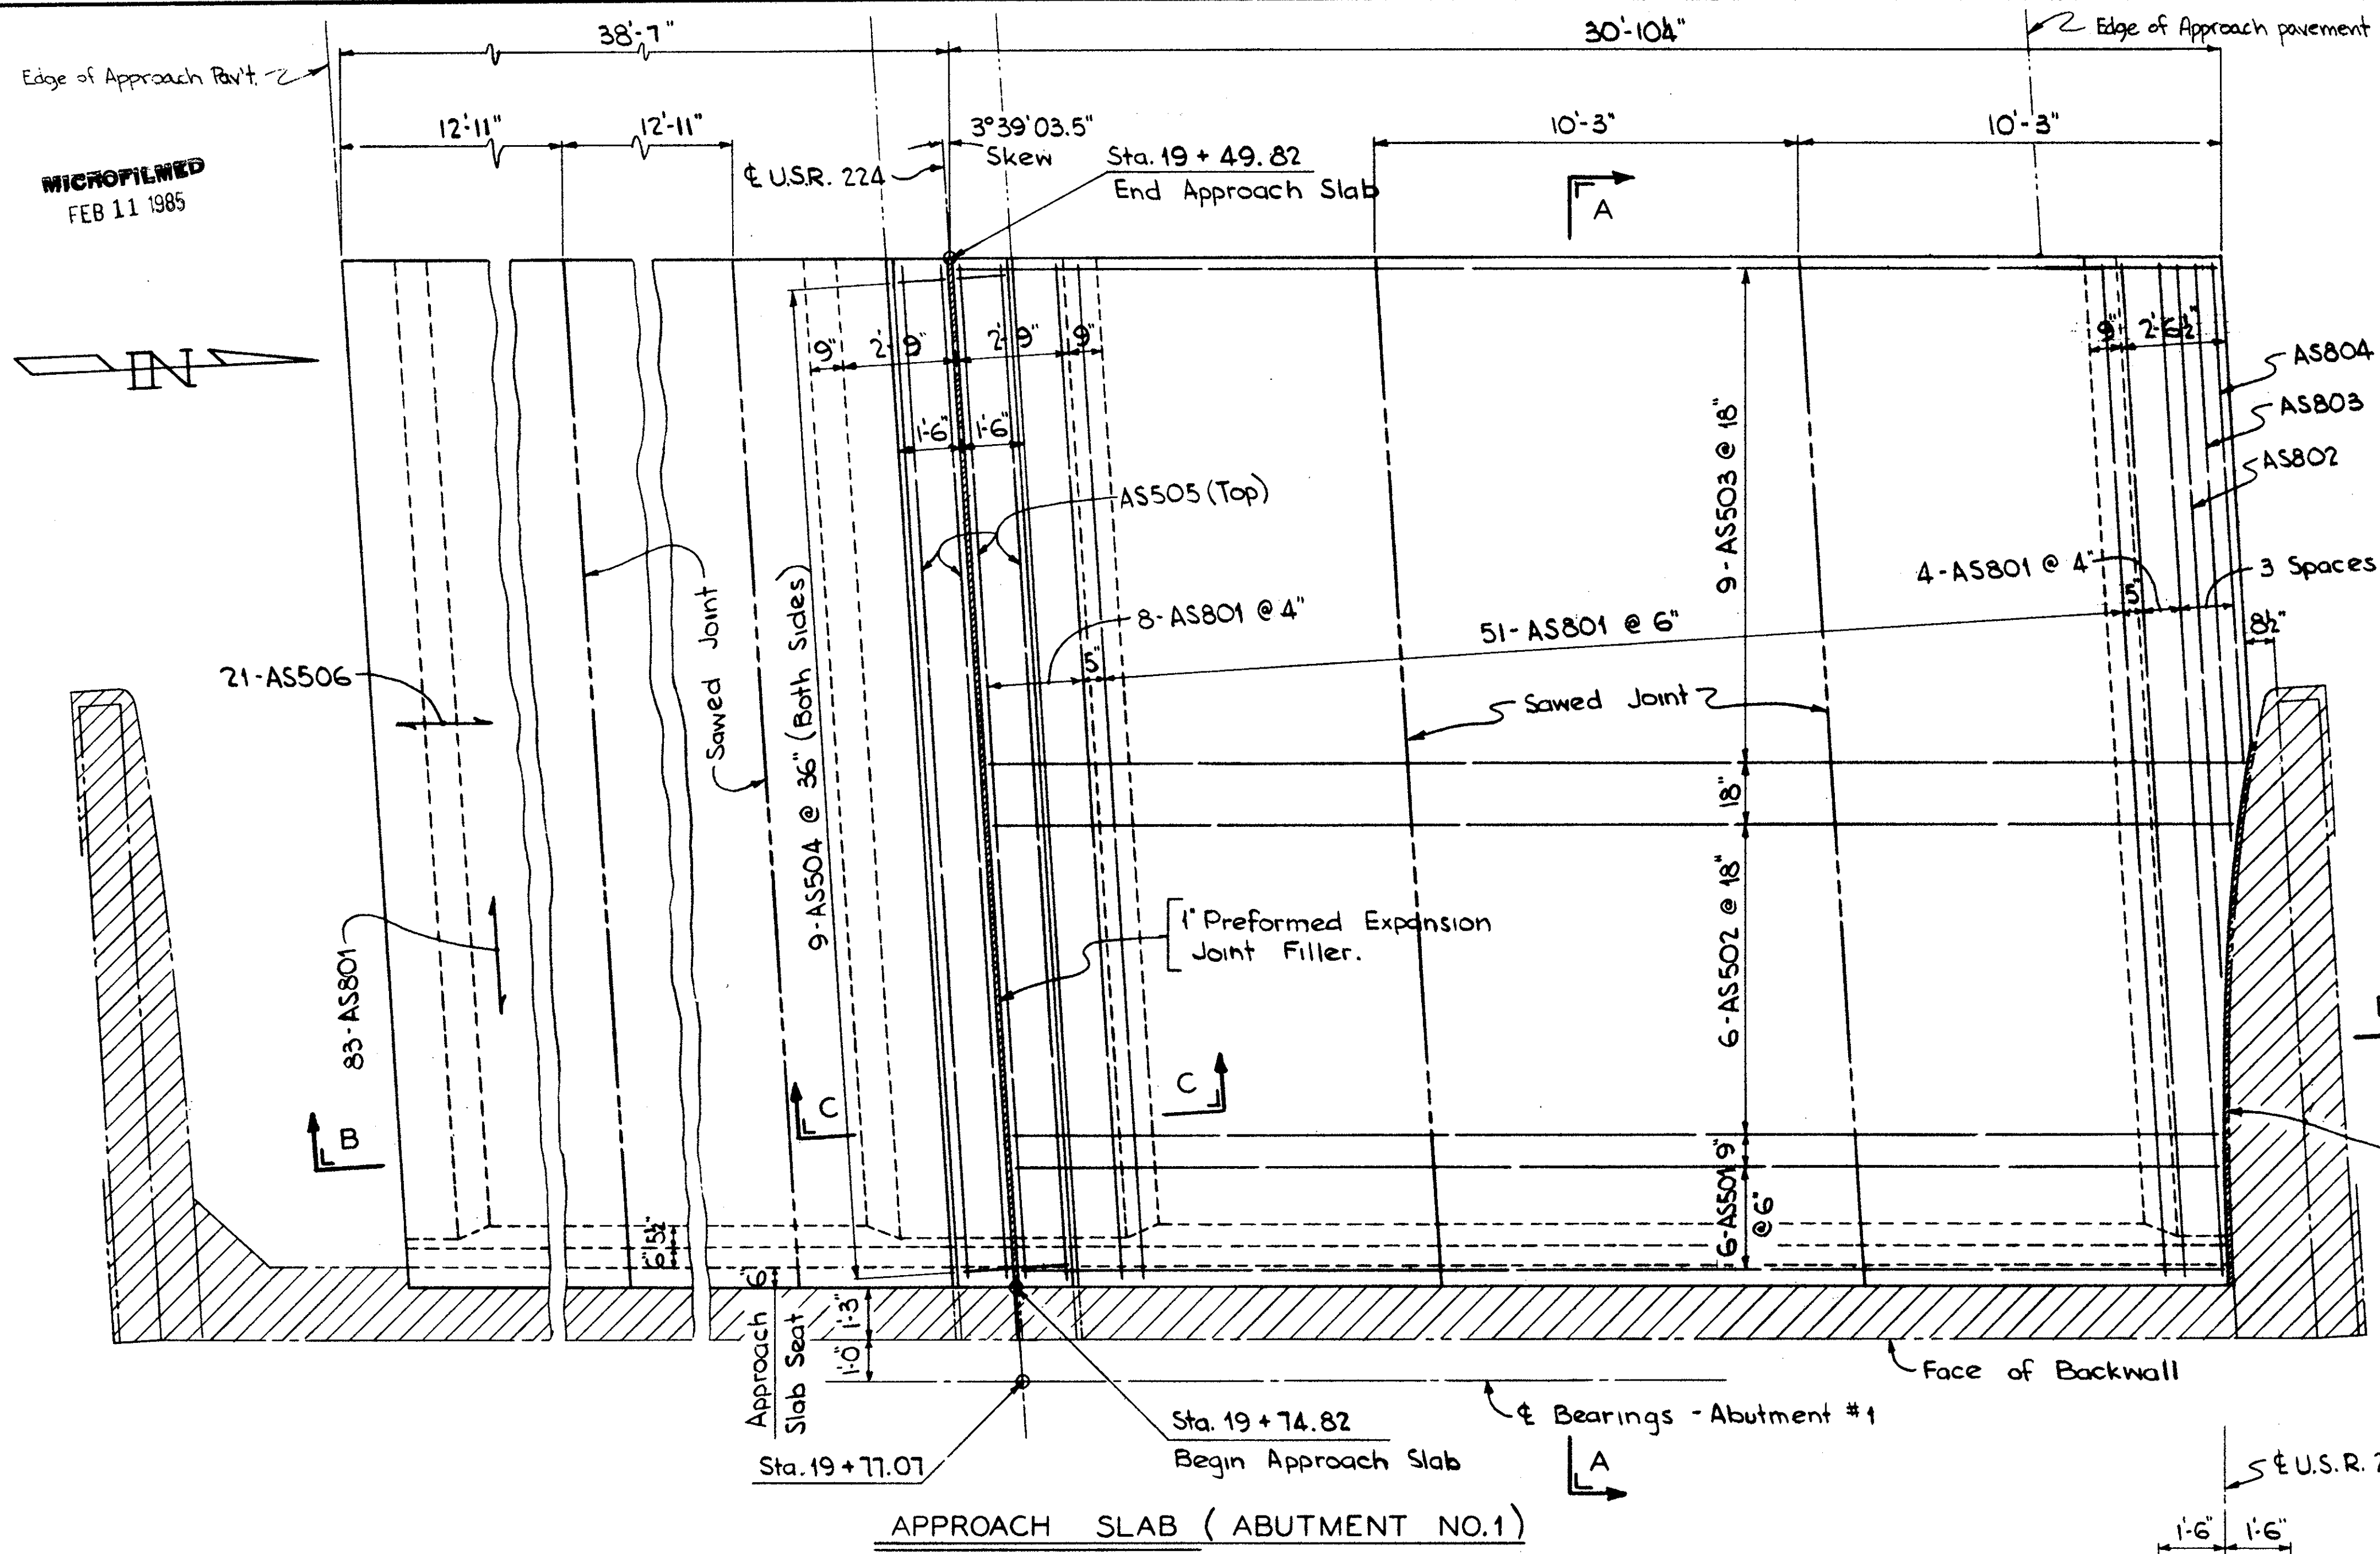 38'-7"
30'-10¼"
Edge of Approach pavement
Edge of Approach Pav't.
12'-11"
12'-11"
3°39'03.5"
Skew
10'-3"
10'-3"
MICROFILMED
FEB 11 1985
℄ U.S.R. 224
Sta. 19 + 49.82
End Approach Slab
A
N
9"
2'-9"
2'-9"
9"
9"
2'-6½"
AS804
AS803
AS802
1'-6"
1'-6"
9-AS503 @ 18"
AS505 (Top)
Sawed Joint
9-AS504 @ 36" (Both Sides)
8-AS801 @ 4"
5"
51-AS801 @ 6"
4-AS801 @ 4"
5"
3 Spaces
8½"
21-AS506
Sawed Joint
18"
6-AS502 @ 18"
1" Preformed Expansion
Joint Filler.
83-AS801
B
C
C
9"
6-AS501
@ 6"
6"
5½"
6"
1'-3"
1'-0"
Approach
Slab Seat
Face of Backwall
℄ Bearings - Abutment #1
Sta. 19 + 74.82
Begin Approach Slab
Sta. 19 + 77.07
A
℄ U.S.R.
APPROACH SLAB ( ABUTMENT NO.1 )
1'-6"
1'-6"